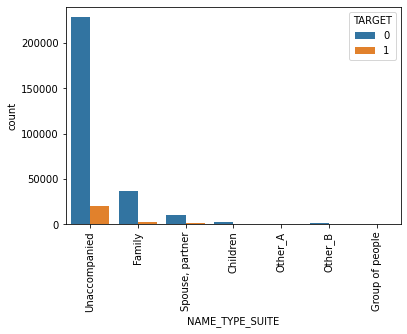 TARGET
0
1
200000
150000
100000
50000
0
count
Unaccompanied
Family
Spouse, partner
Children
Other_A
Other_B
Group of people
NAME_TYPE_SUITE